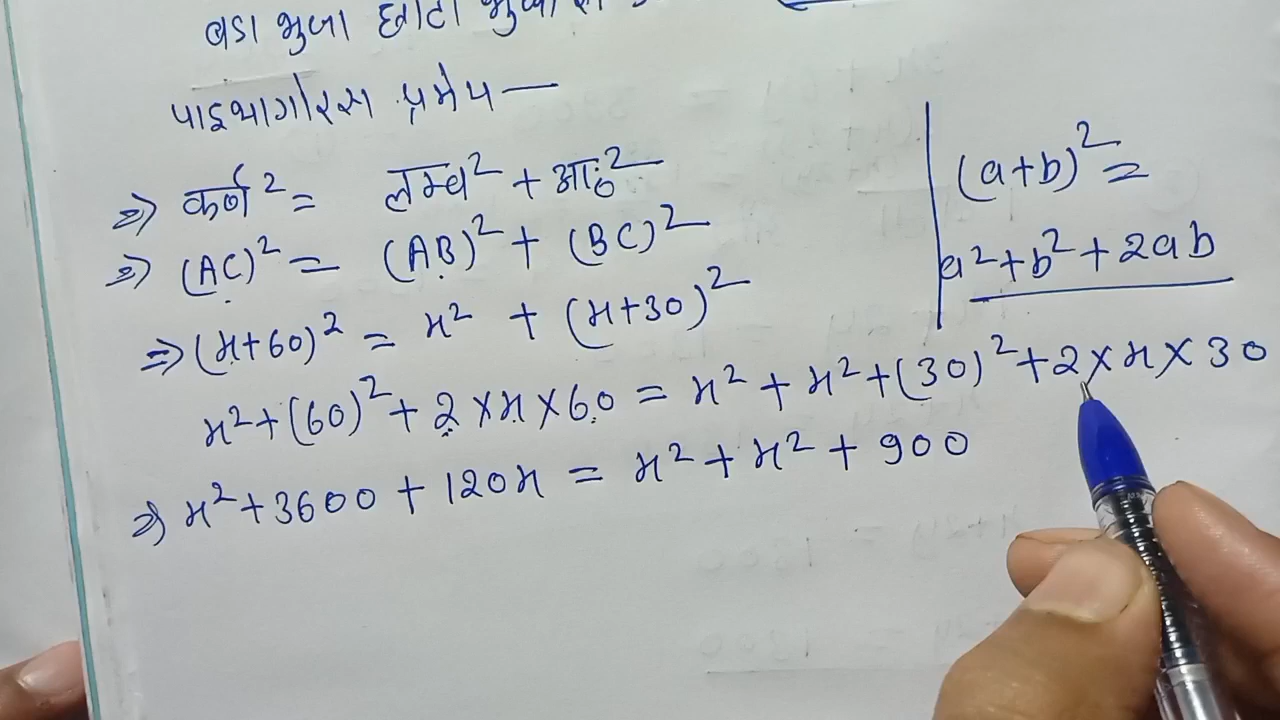 बडा भुजा छोटा भुजा से
पाइथागोरस प्रमेय —
⇒ कर्ण² = लम्ब² + आ०²
⇒ (AC)² = (AB)² + (BC)²
⇒ (x+60)² = x² + (x+30)²
x²+(60)²+2×x×60 = x²+x²+(30)²+2×x×30
⇒ x²+3600+120x = x²+x²+900
(a+b)² =
a²+b²+2ab